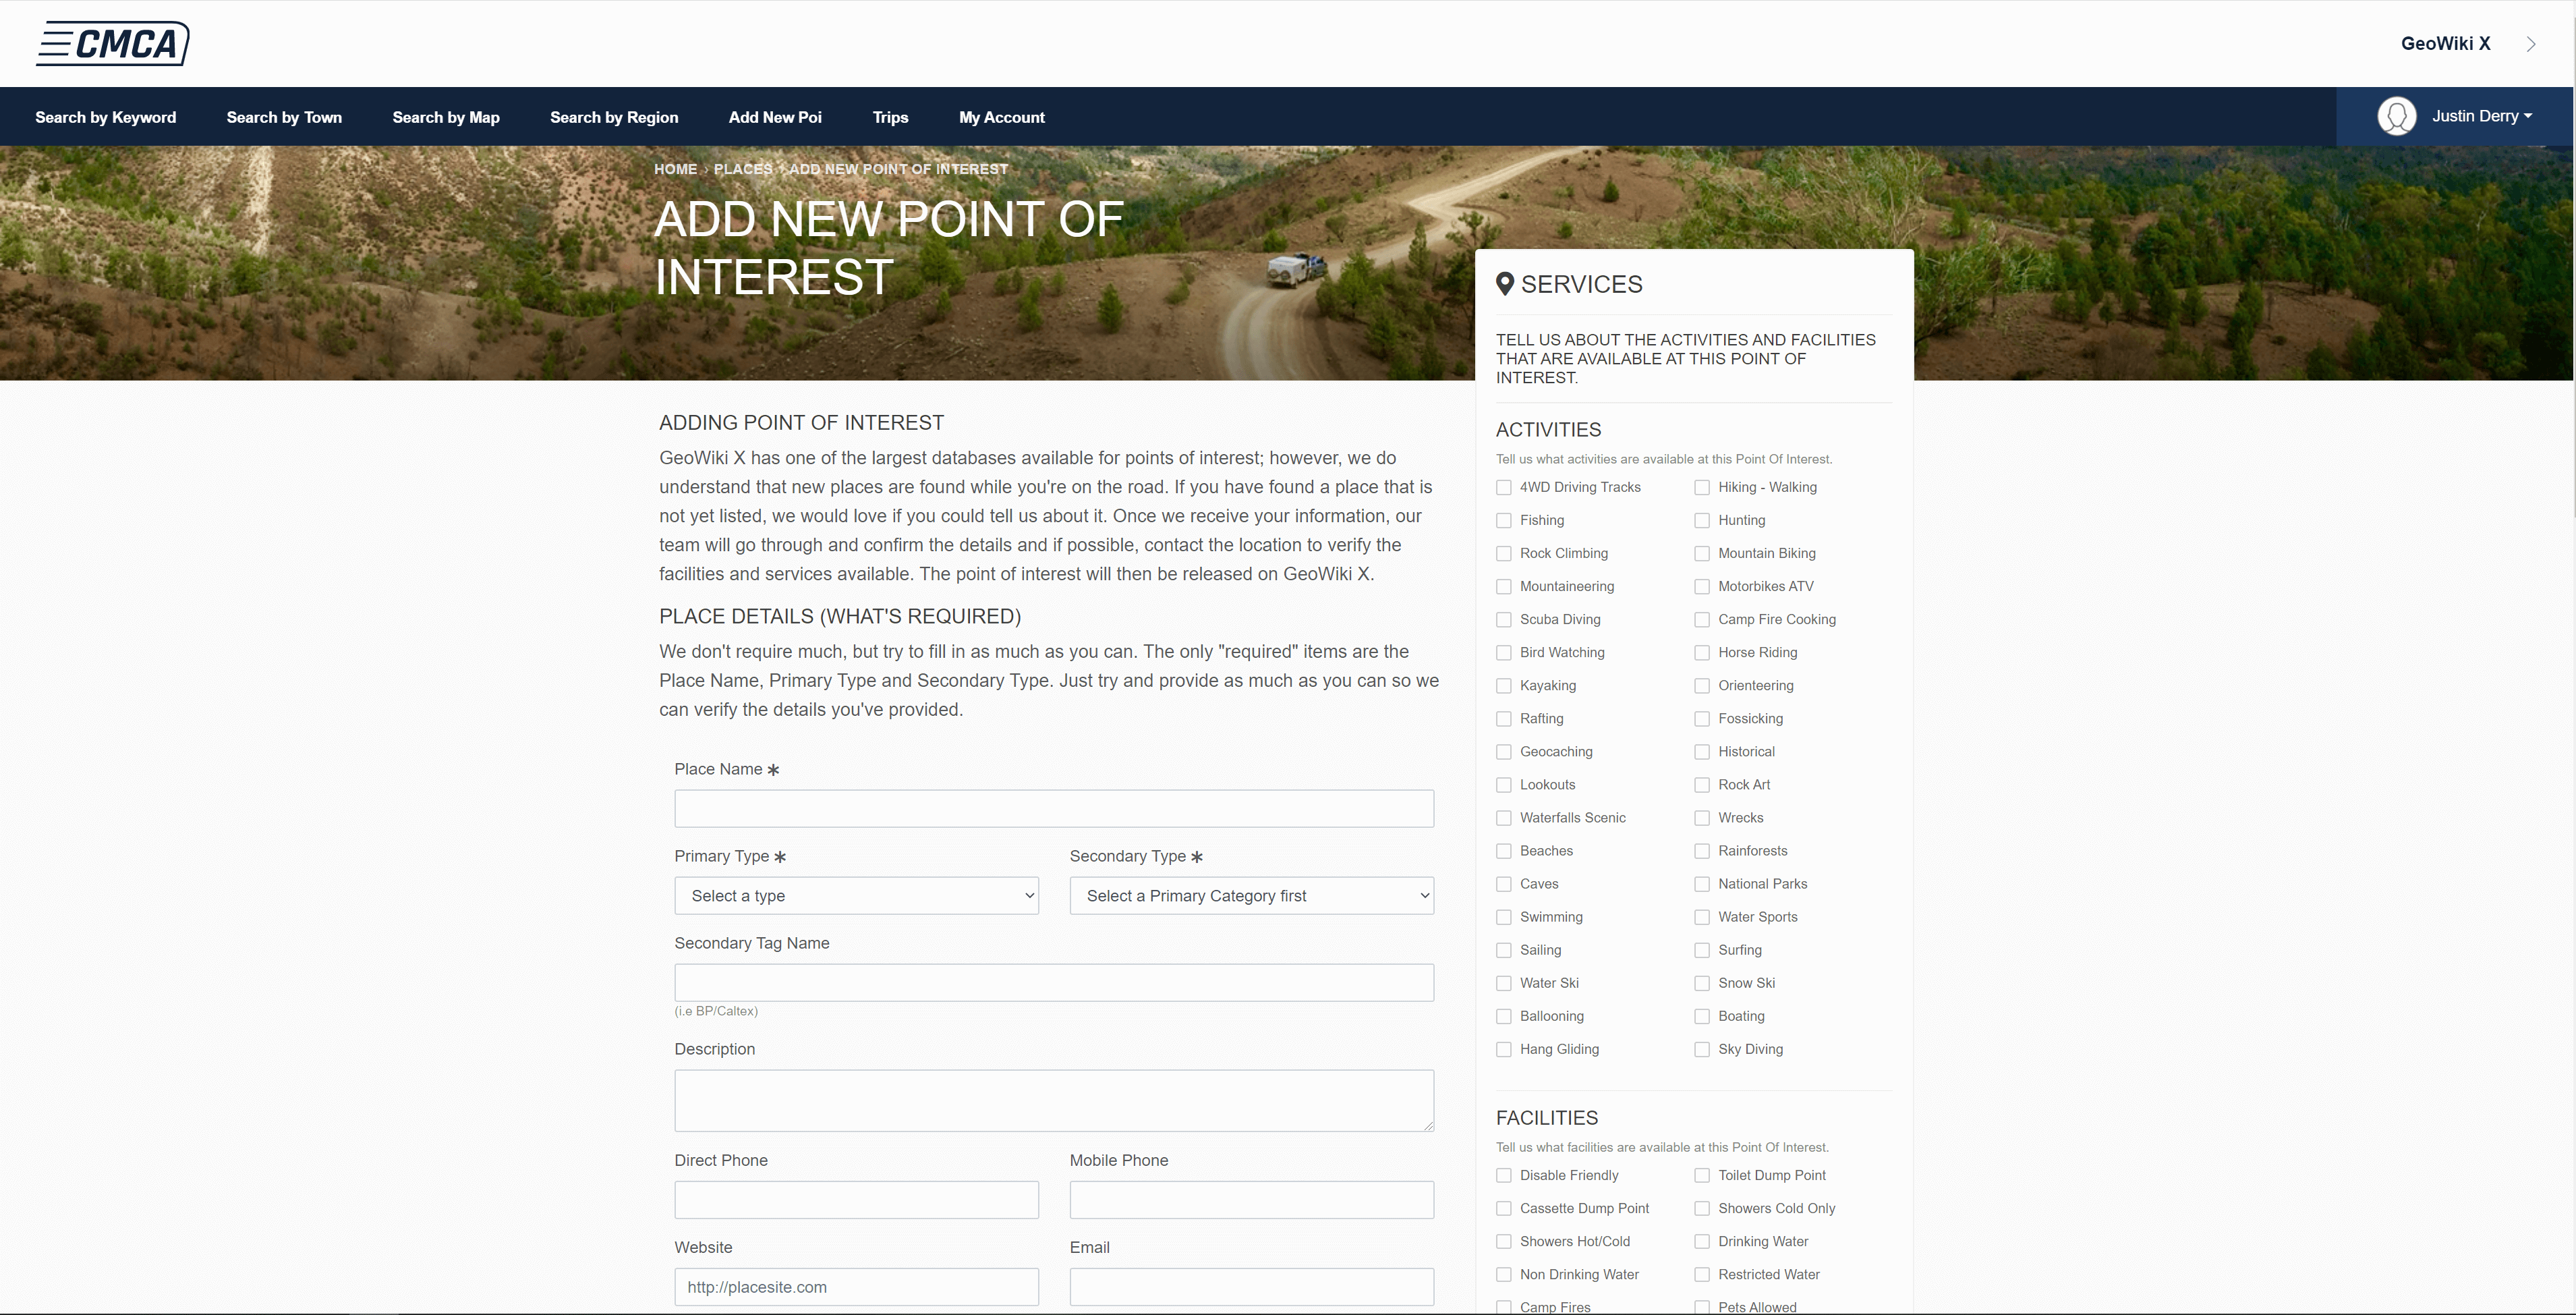 CMCA
GeoWiki X
Search by Keyword
Search by Town
Search by Map
Search by Region
Add New Poi
Trips
My Account
Justin Derry
HOME › PLACES › ADD NEW POINT OF INTEREST
ADD NEW POINT OF
INTEREST
ADDING POINT OF INTEREST
GeoWiki X has one of the largest databases available for points of interest; however, we do
understand that new places are found while you're on the road. If you have found a place that is
not yet listed, we would love if you could tell us about it. Once we receive your information, our
team will go through and confirm the details and if possible, contact the location to verify the
facilities and services available. The point of interest will then be released on GeoWiki X.
PLACE DETAILS (WHAT'S REQUIRED)
We don't require much, but try to fill in as much as you can. The only "required" items are the
Place Name, Primary Type and Secondary Type. Just try and provide as much as you can so we
can verify the details you've provided.
Place Name *
Primary Type *
Secondary Type *
Select a type
Select a Primary Category first
Secondary Tag Name
(i.e BP/Caltex)
Description
Direct Phone
Mobile Phone
Website
Email
http://placesite.com
SERVICES
TELL US ABOUT THE ACTIVITIES AND FACILITIES
THAT ARE AVAILABLE AT THIS POINT OF
INTEREST.
ACTIVITIES
Tell us what activities are available at this Point Of Interest.
4WD Driving Tracks
Hiking - Walking
Fishing
Hunting
Rock Climbing
Mountain Biking
Mountaineering
Motorbikes ATV
Scuba Diving
Camp Fire Cooking
Bird Watching
Horse Riding
Kayaking
Orienteering
Rafting
Fossicking
Geocaching
Historical
Lookouts
Rock Art
Waterfalls Scenic
Wrecks
Beaches
Rainforests
Caves
National Parks
Swimming
Water Sports
Sailing
Surfing
Water Ski
Snow Ski
Ballooning
Boating
Hang Gliding
Sky Diving
FACILITIES
Tell us what facilities are available at this Point Of Interest.
Disable Friendly
Toilet Dump Point
Cassette Dump Point
Showers Cold Only
Showers Hot/Cold
Drinking Water
Non Drinking Water
Restricted Water
Camp Fires
Pets Allowed